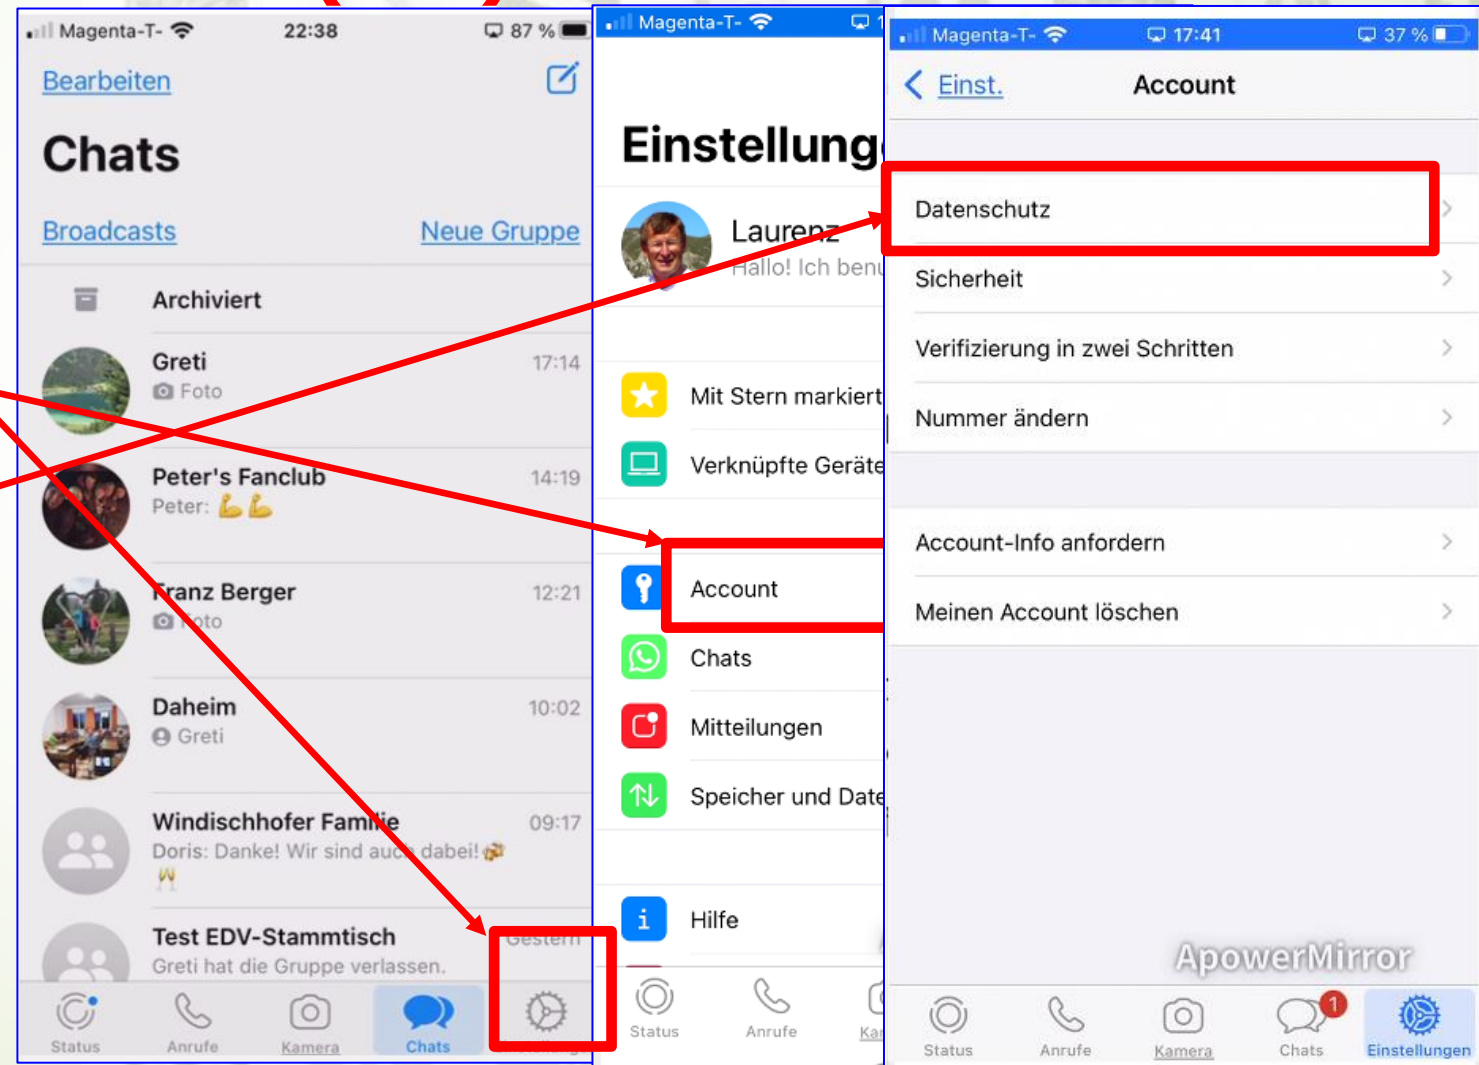 Magenta-T-
22:38
87 %
Bearbeiten
Chats
Broadcasts
Neue Gruppe
Archiviert
Greti
17:14
Foto
Peter's Fanclub
14:19
Peter: 💪💪
Franz Berger
12:21
Foto
Daheim
10:02
Greti
Windischhofer Familie
09:17
Doris: Danke! Wir sind auch dabei! 🍻
🥂
Test EDV-Stammtisch
Gestern
Greti hat die Gruppe verlassen.
Status
Anrufe
Kamera
Chats
Magenta-T-
Einstellung
Laurenz
Hallo! Ich benu
Mit Stern markiert
Verknüpfte Geräte
Account
Chats
Mitteilungen
Speicher und Date
Hilfe
Status
Anrufe
Ka
Magenta-T-
17:41
37 %
Einst.
Account
Datenschutz
Sicherheit
Verifizierung in zwei Schritten
Nummer ändern
Account-Info anfordern
Meinen Account löschen
ApowerMirror
1
Status
Anrufe
Kamera
Chats
Einstellungen